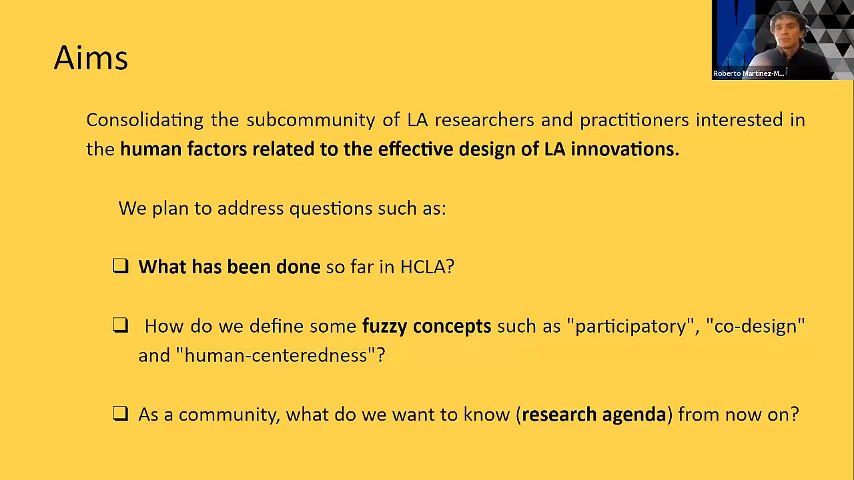 Roberto Martinez-M...
Aims
Consolidating the subcommunity of LA researchers and practitioners interested in
the human factors related to the effective design of LA innovations.
We plan to address questions such as:
❑ What has been done so far in HCLA?
❑ How do we define some fuzzy concepts such as "participatory", "co-design"
and "human-centeredness"?
❑ As a community, what do we want to know (research agenda) from now on?